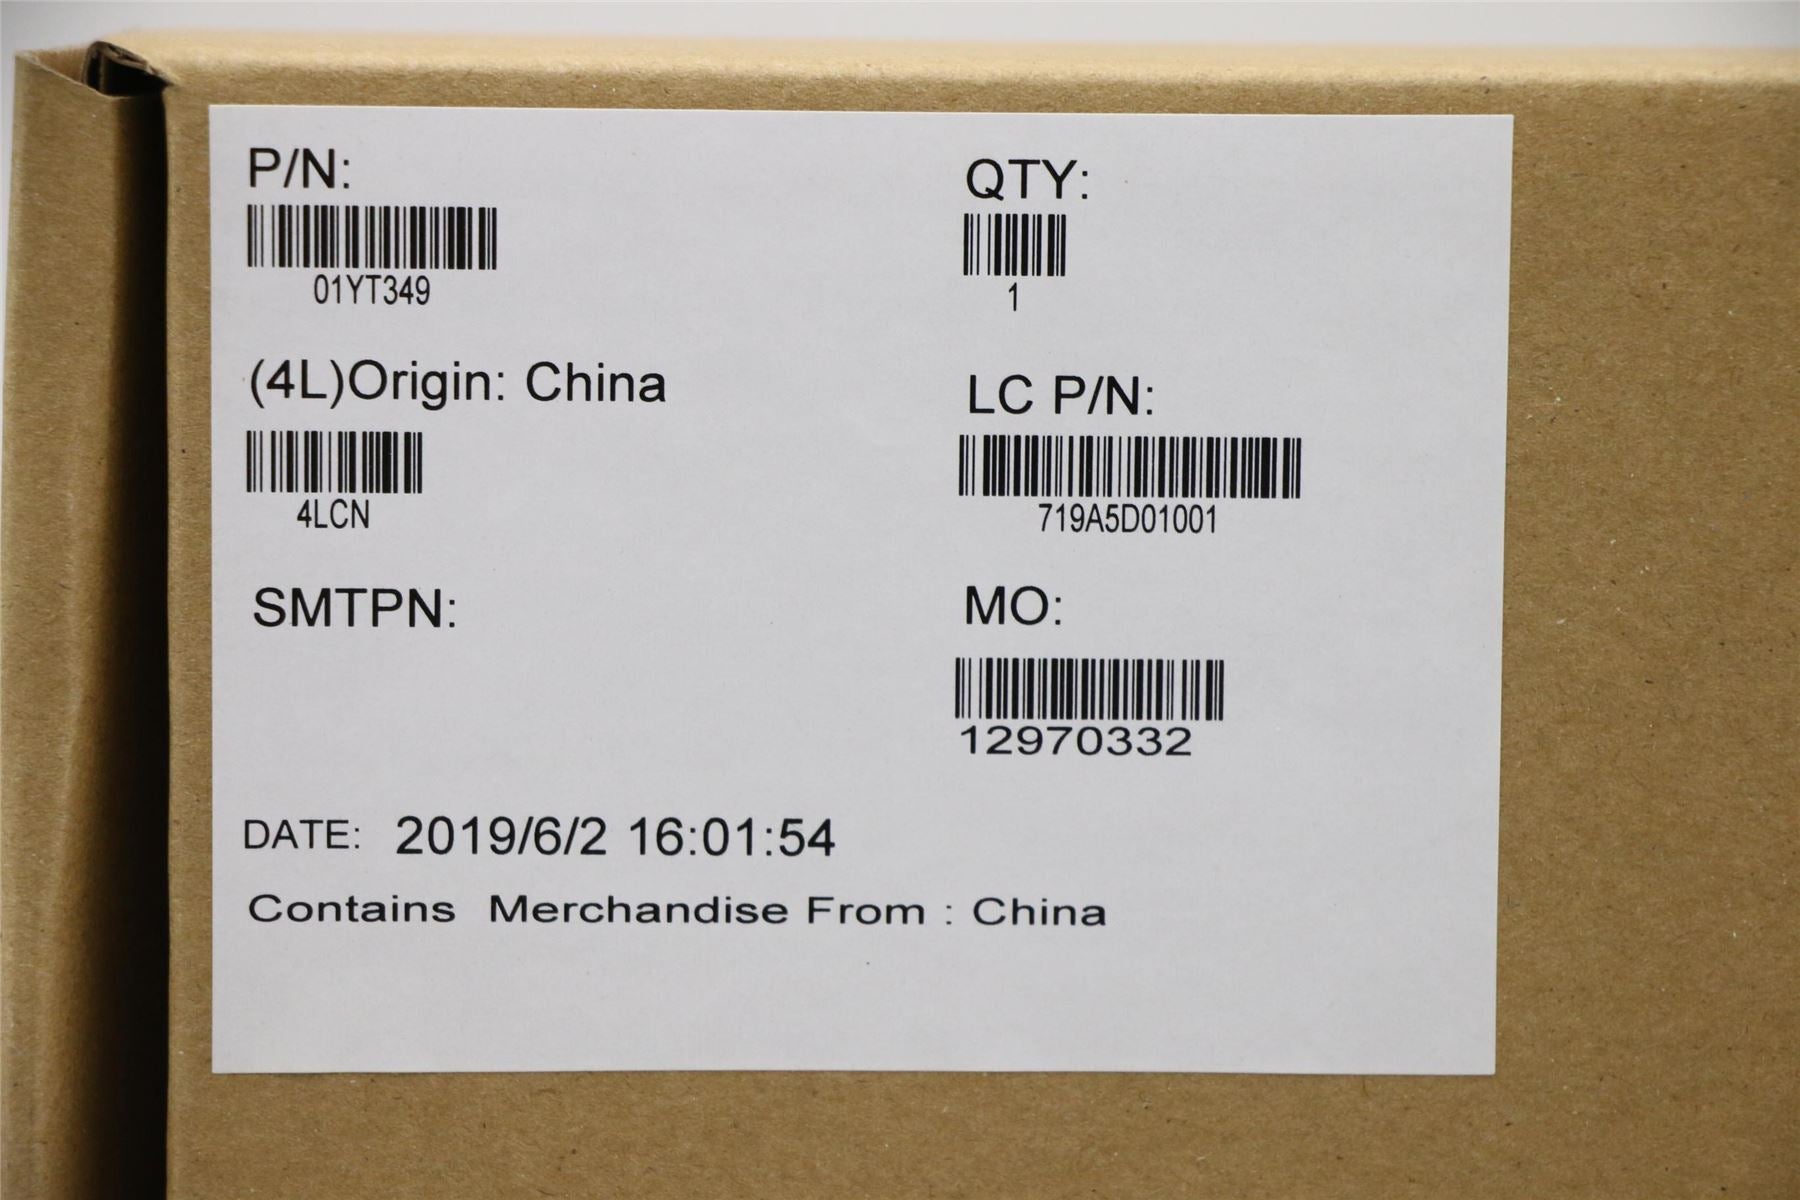 P/N:
01YT349
QTY:
1
(4L)Origin: China
4LCN
LC P/N:
719A5D01001
SMTPN:
MO:
12970332
DATE: 2019/6/2 16:01:54
Contains Merchandise From : China